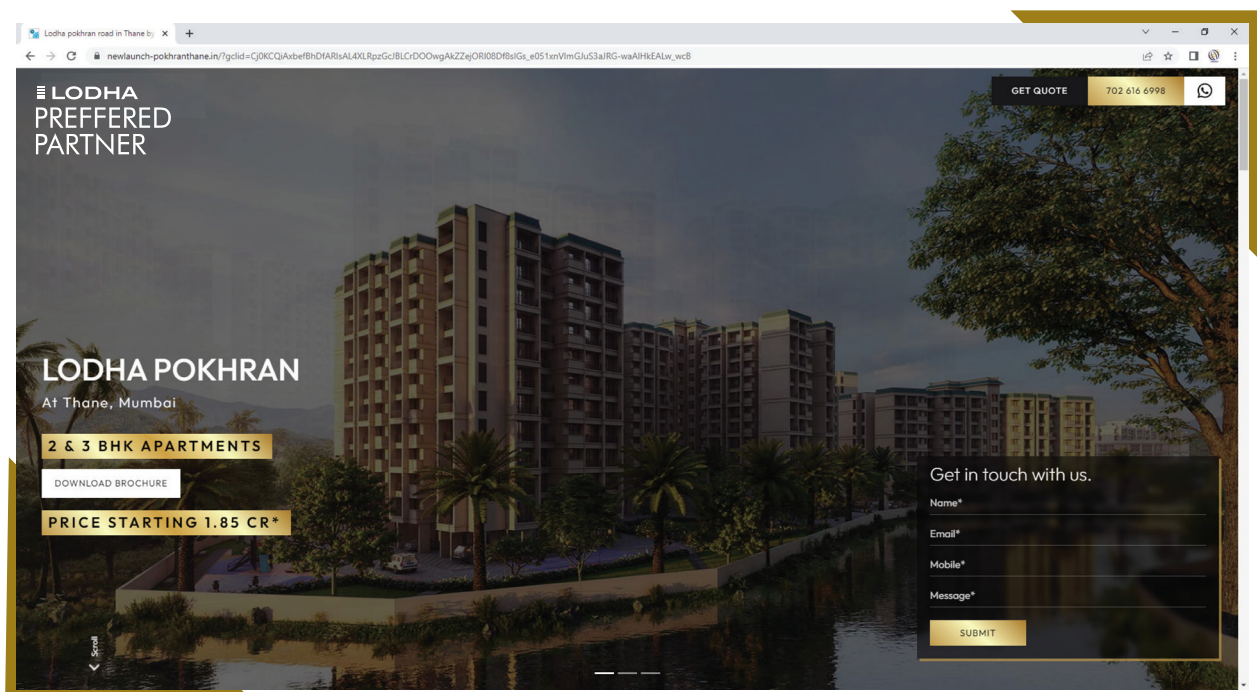 Lodha pokhran road in Thane by
newlaunch-pokhranthane.in/?gclid=Cj0KCQiAxbefBhDfARIsAL4XLRpzGcJBLCrDOOwgAkZZejORI08Df8sIGs_e051xnVlmGJuS3aJRG-waAlHkEALw_wcB
LODHA
PREFFERED
PARTNER
GET QUOTE
702 616 6998
LODHA POKHRAN
At Thane, Mumbai
2 & 3 BHK APARTMENTS
DOWNLOAD BROCHURE
PRICE STARTING 1.85 CR*
Scroll
Get in touch with us.
Name*
Email*
Mobile*
Message*
SUBMIT